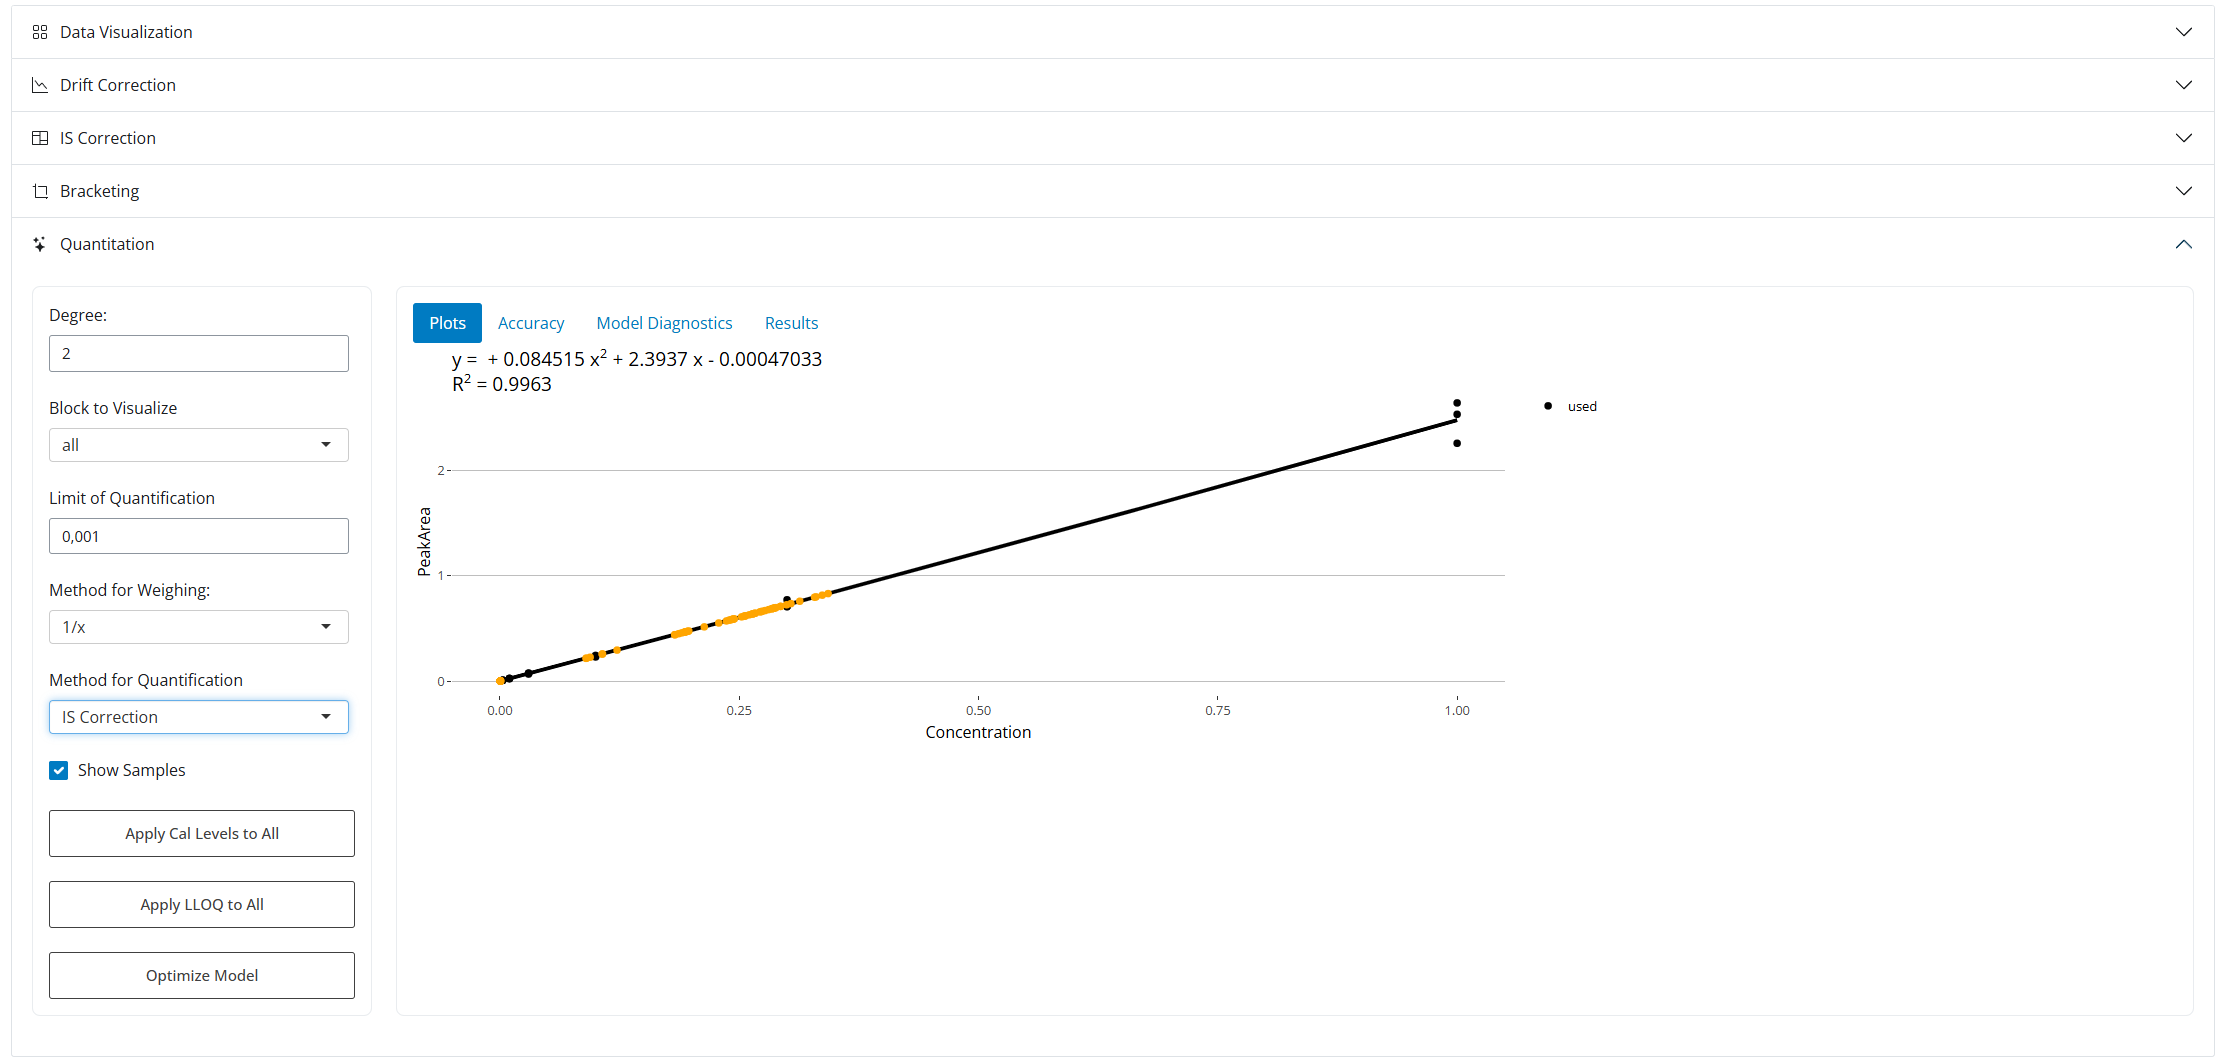 Data Visualization
Drift Correction
IS Correction
Bracketing
Quantitation
Degree:
2
Block to Visualize
all
Limit of Quantification
0,001
Method for Weighing:
1/x
Method for Quantification
IS Correction
Show Samples
Apply Cal Levels to All
Apply LLOQ to All
Optimize Model
Plots Accuracy Model Diagnostics Results
y = + 0.084515 x² + 2.3937 x - 0.00047033
R² = 0.9963
used
PeakArea
2
1
0
0.00 0.25 0.50 0.75 1.00
Concentration